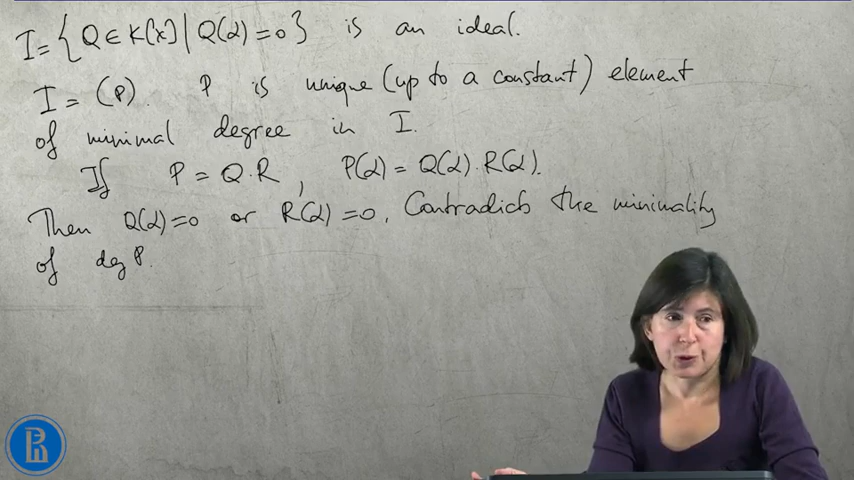 I = { Q ∈ K[x] | Q(α) = 0 } is an ideal.
I = (P). P is unique (up to a constant) element
of minimal degree in I.
If P = Q·R, P(α) = Q(α)·R(α).
Then Q(α)=0 or R(α)=0. Contradicts the minimality
of deg P.